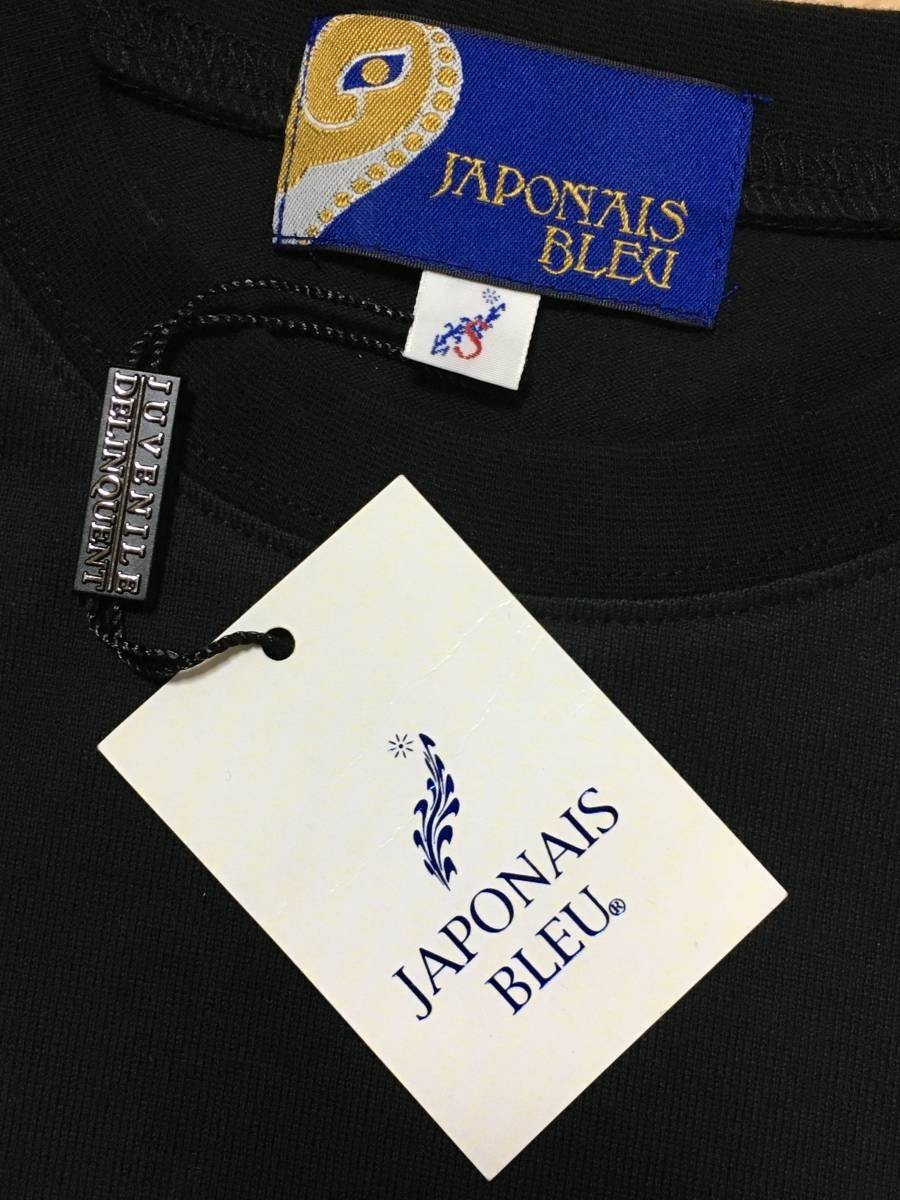 JAPONAIS
BLEU
S
JUVENILE
DELINQUENT
JAPONAIS
BLEU®